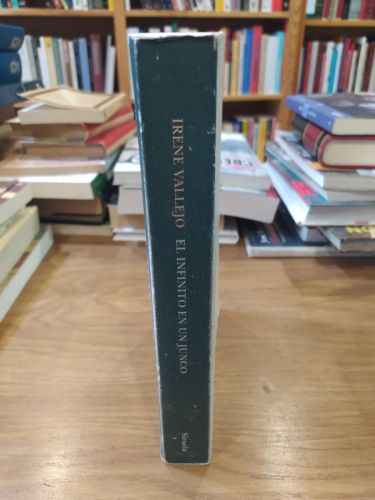 IRENE VALLEJO EL INFINITO EN UN JUNCO
Siruela